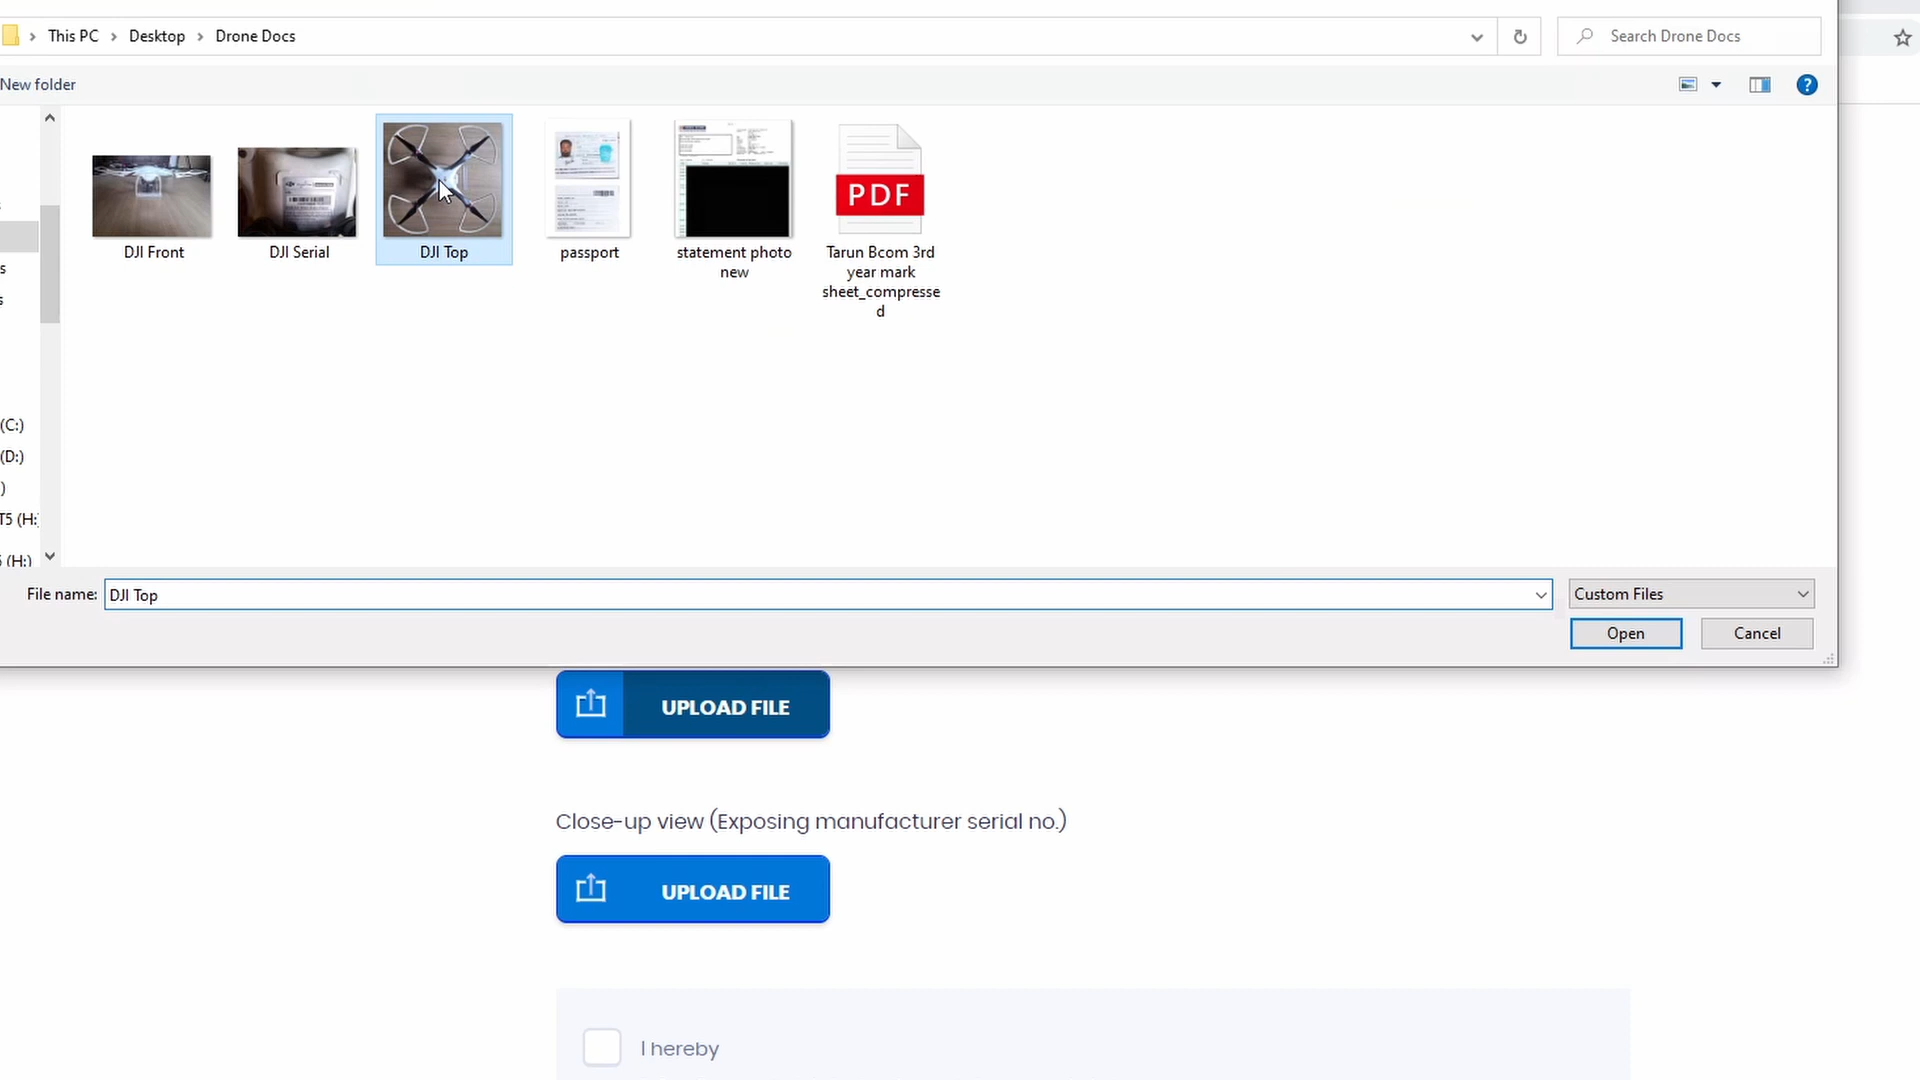 This PC > Desktop > Drone Docs
Search Drone Docs
New folder
DJI Front
DJI Serial
DJI Top
passport
statement photo
new
PDF
Tarun Bcom 3rd
year mark
sheet_compresse
d
(C:)
(D:)
T5 (H:)
(H:)
File name:
DJI Top
Custom Files
Open
Cancel
UPLOAD FILE
Close-up view (Exposing manufacturer serial no.)
UPLOAD FILE
I hereby